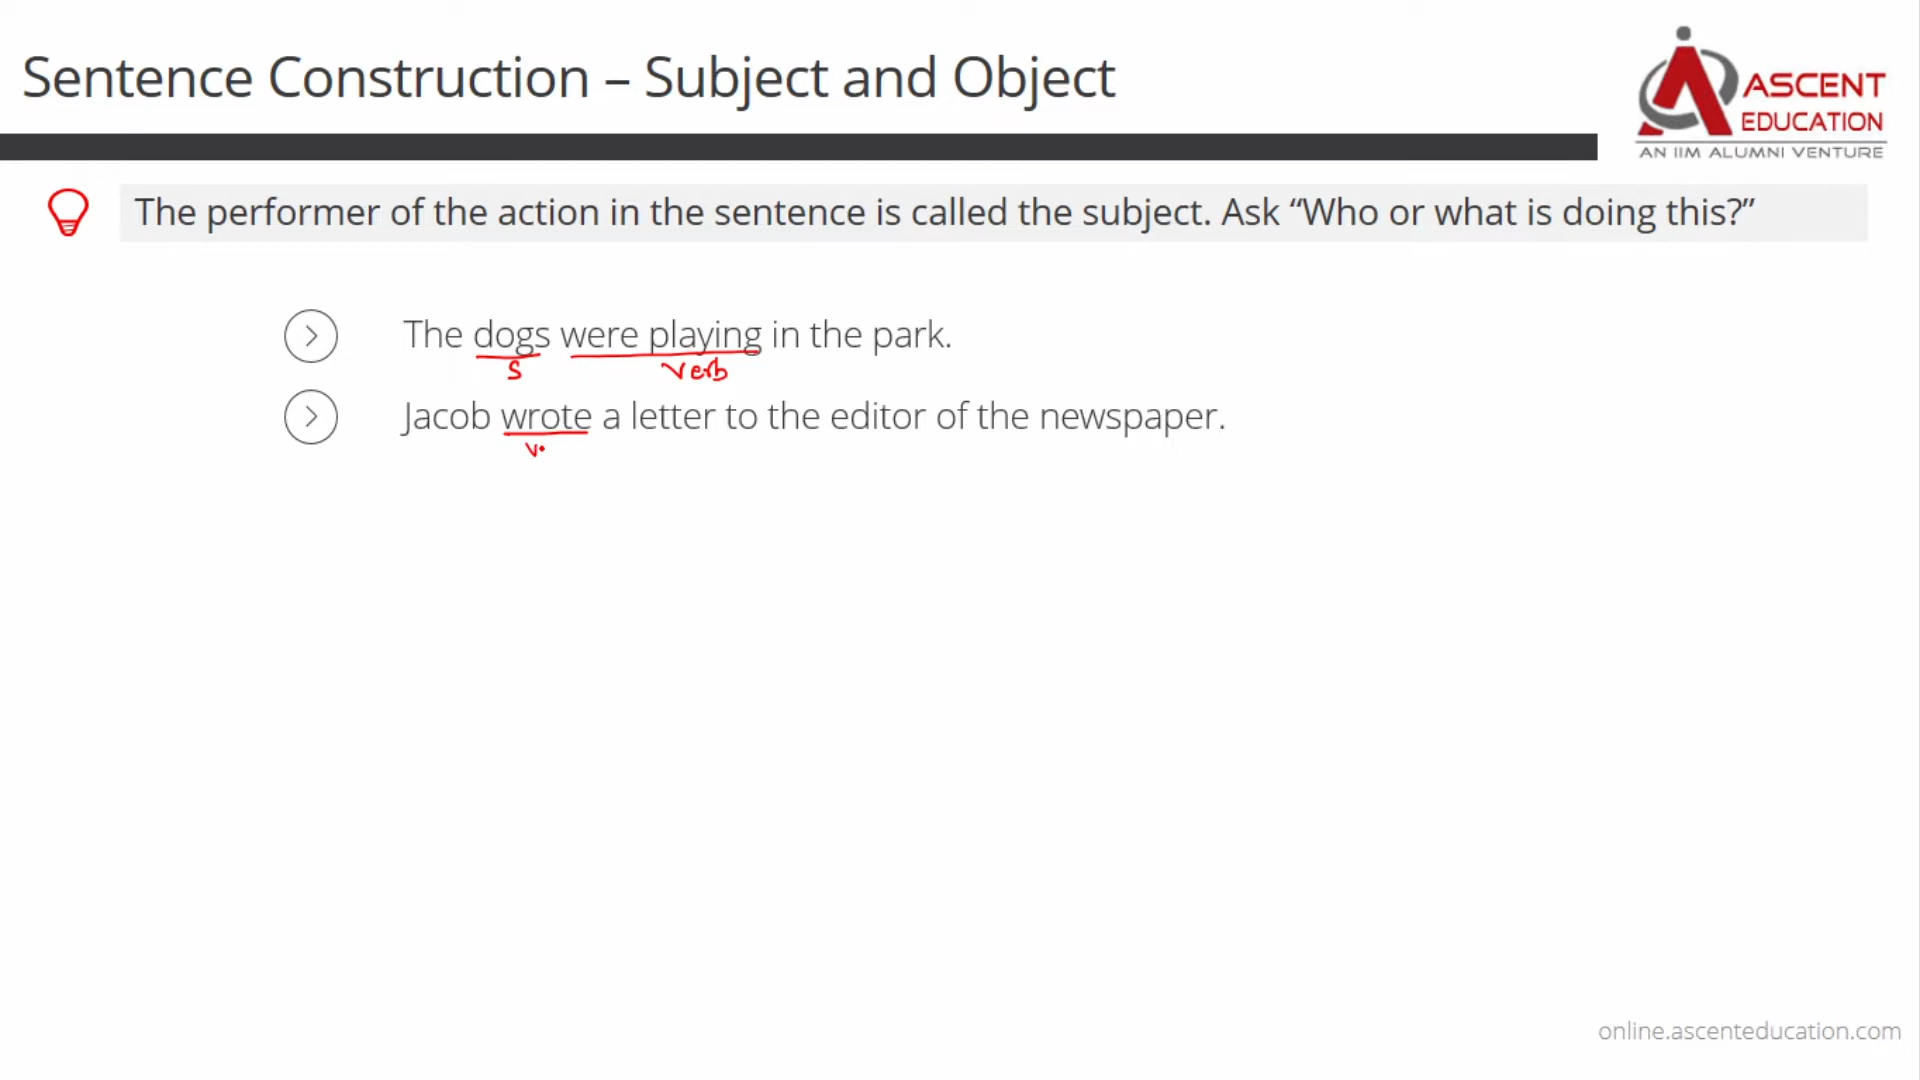 Sentence Construction – Subject and Object
ASCENT
EDUCATION
AN IIM ALUMNI VENTURE
The performer of the action in the sentence is called the subject. Ask “Who or what is doing this?”
The dogs were playing in the park.
S Verb
Jacob wrote a letter to the editor of the newspaper.
V.
online.ascenteducation.com